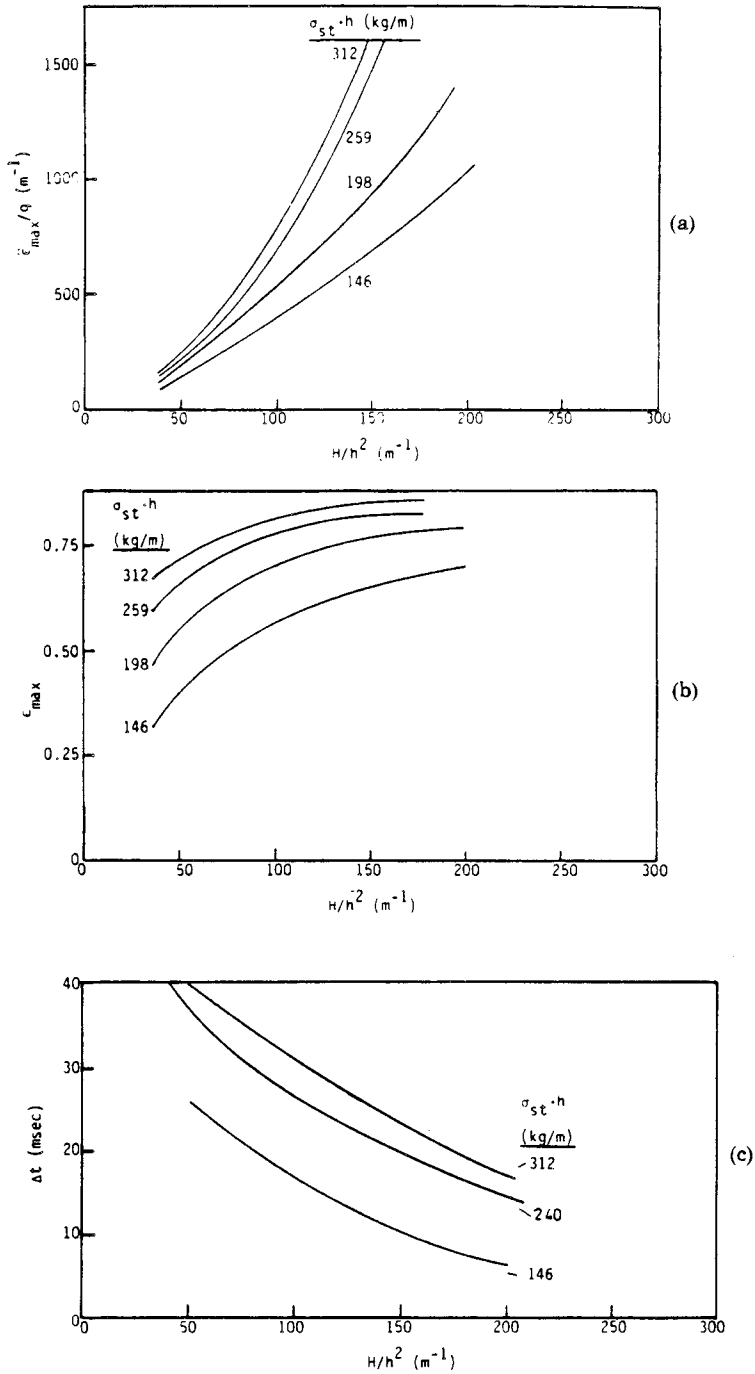 σst·h (kg/m)
312
259
198
146
1500
1000
500
0
ε̈max/g (m⁻¹)
0 50 100 150 200 250 300
H/h² (m⁻¹)
(a)
σst·h
(kg/m)
312
259
198
146
0.75
0.50
0.25
0
εmax
0 50 100 150 200 250 300
H/h² (m⁻¹)
(b)
40
30
20
10
0
Δt (msec)
σst·h
(kg/m)
312
240
146
0 50 100 150 200 250 300
H/h² (m⁻¹)
(c)